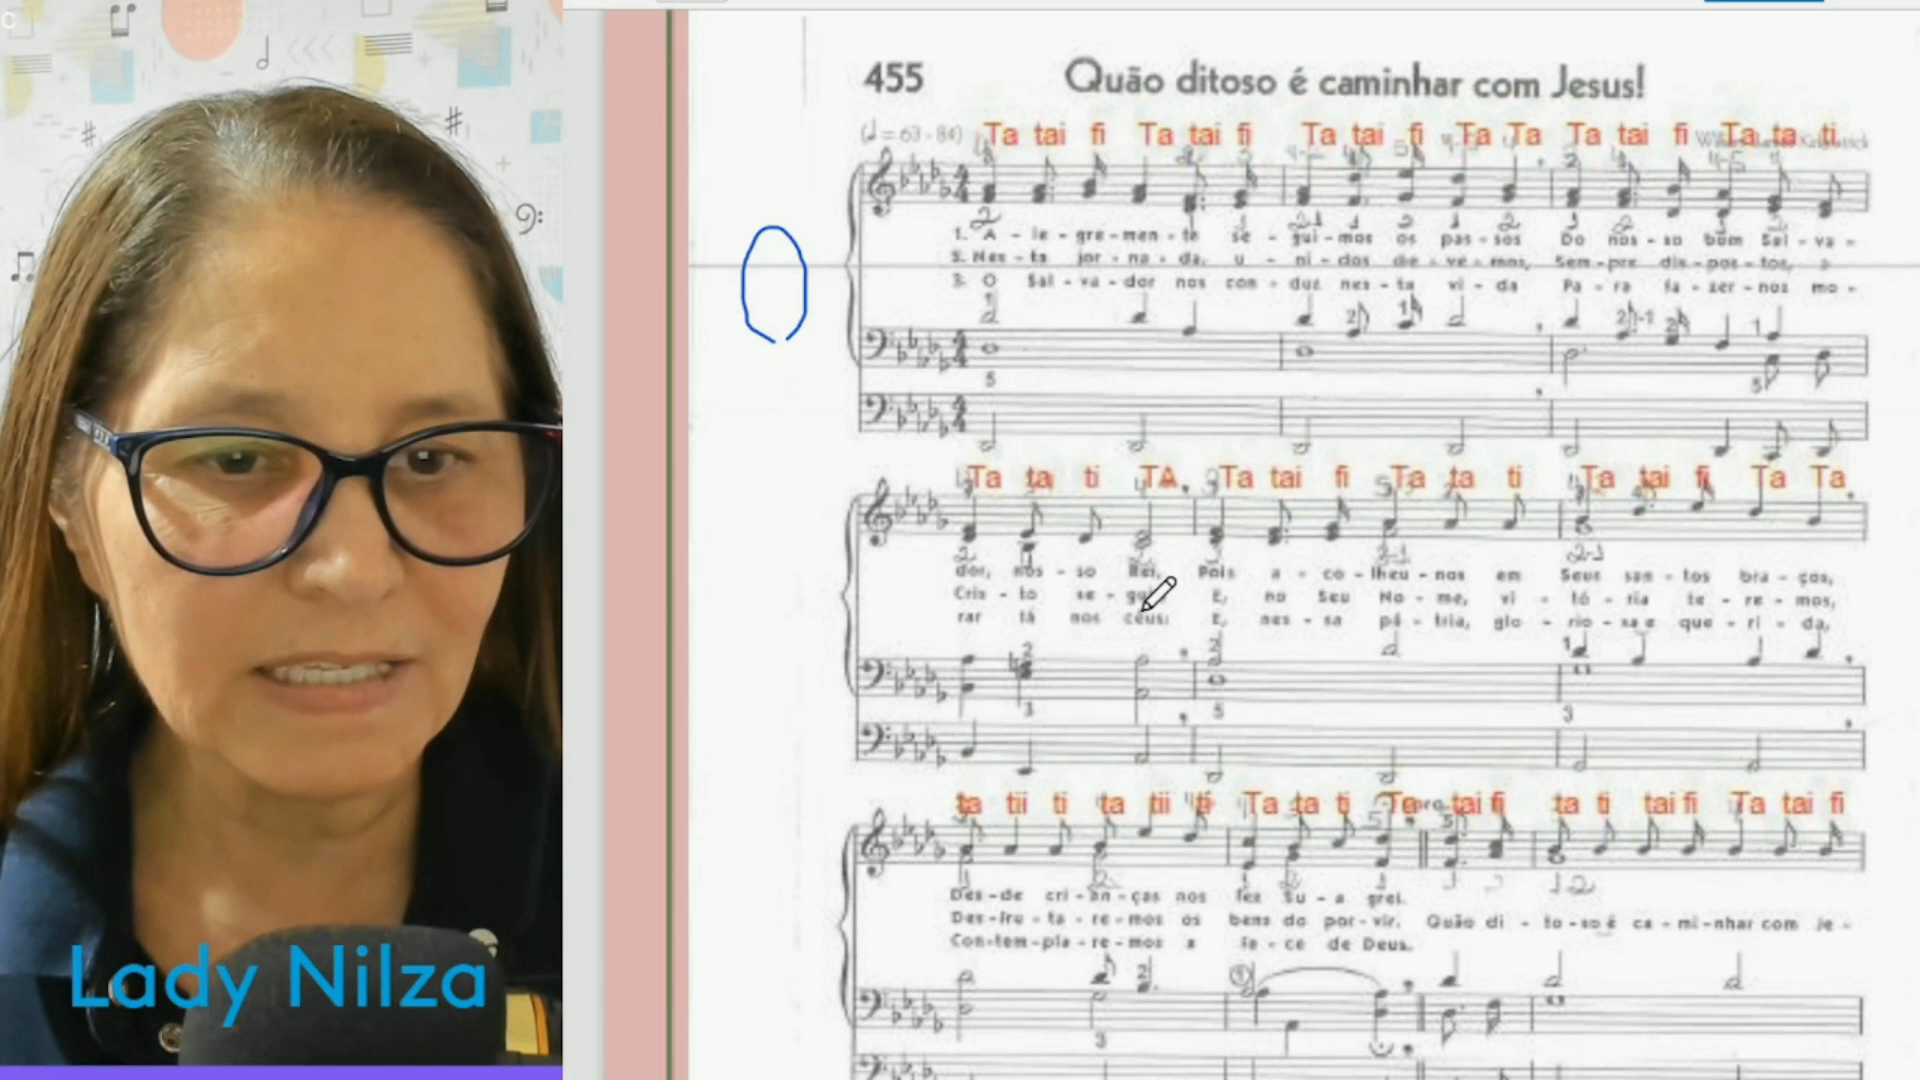 455 Quão ditoso é caminhar com Jesus!
(♩ = 63 - 84)
Ta tai fi Ta tai fi Ta tai fi Ta Ta Ta tai fi Ta ta ti
1. A - le - gre - men - te se - gui - mos os pas - sos Do nos - so bom Sal - va -
2. Nes - ta jor - na - da, u - ni - dos de - ve - mos, Sem - pre dis - pos - tos, a
3. O Sal - va - dor nos con - duz nes - ta vi - da Pa - ra fa - zer - nos mo -
Ta ta ti TA Ta tai fi Ta ta ti Ta tai fi Ta Ta
dor, nos - so Rei, Pois a - co - lheu - nos em Seus san - tos bra - ços,
Cris - to se - E, no Seu No - me, vi - tó - ria te - re - mos,
rar lá nos céus: E, nes - sa pá - tria, glo - rio - sa e que - ri - da,
ta tii ti ta tii ti Ta ta ti Ta tai fi ta ti tai fi Ta tai fi
Des - de cri - an - ças nos fez Su - a grei.
Des - fru - ta - re - mos os bens do por - vir. Quão di - to - so é ca - mi - nhar com Je -
Con - tem - pla - re - mos a fa - ce de Deus.
Lady Nilza